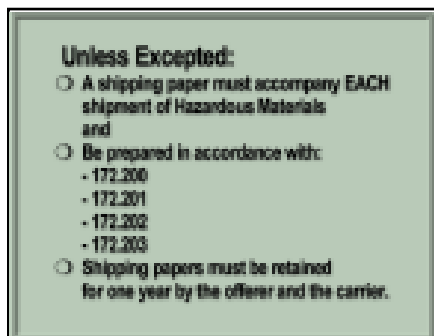 Unless Excepted:
○ A shipping paper must accompany EACH
shipment of Hazardous Materials
and
○ Be prepared in accordance with:
- 172.200
- 172.201
- 172.202
- 172.203
○ Shipping papers must be retained
for one year by the offerer and the carrier.